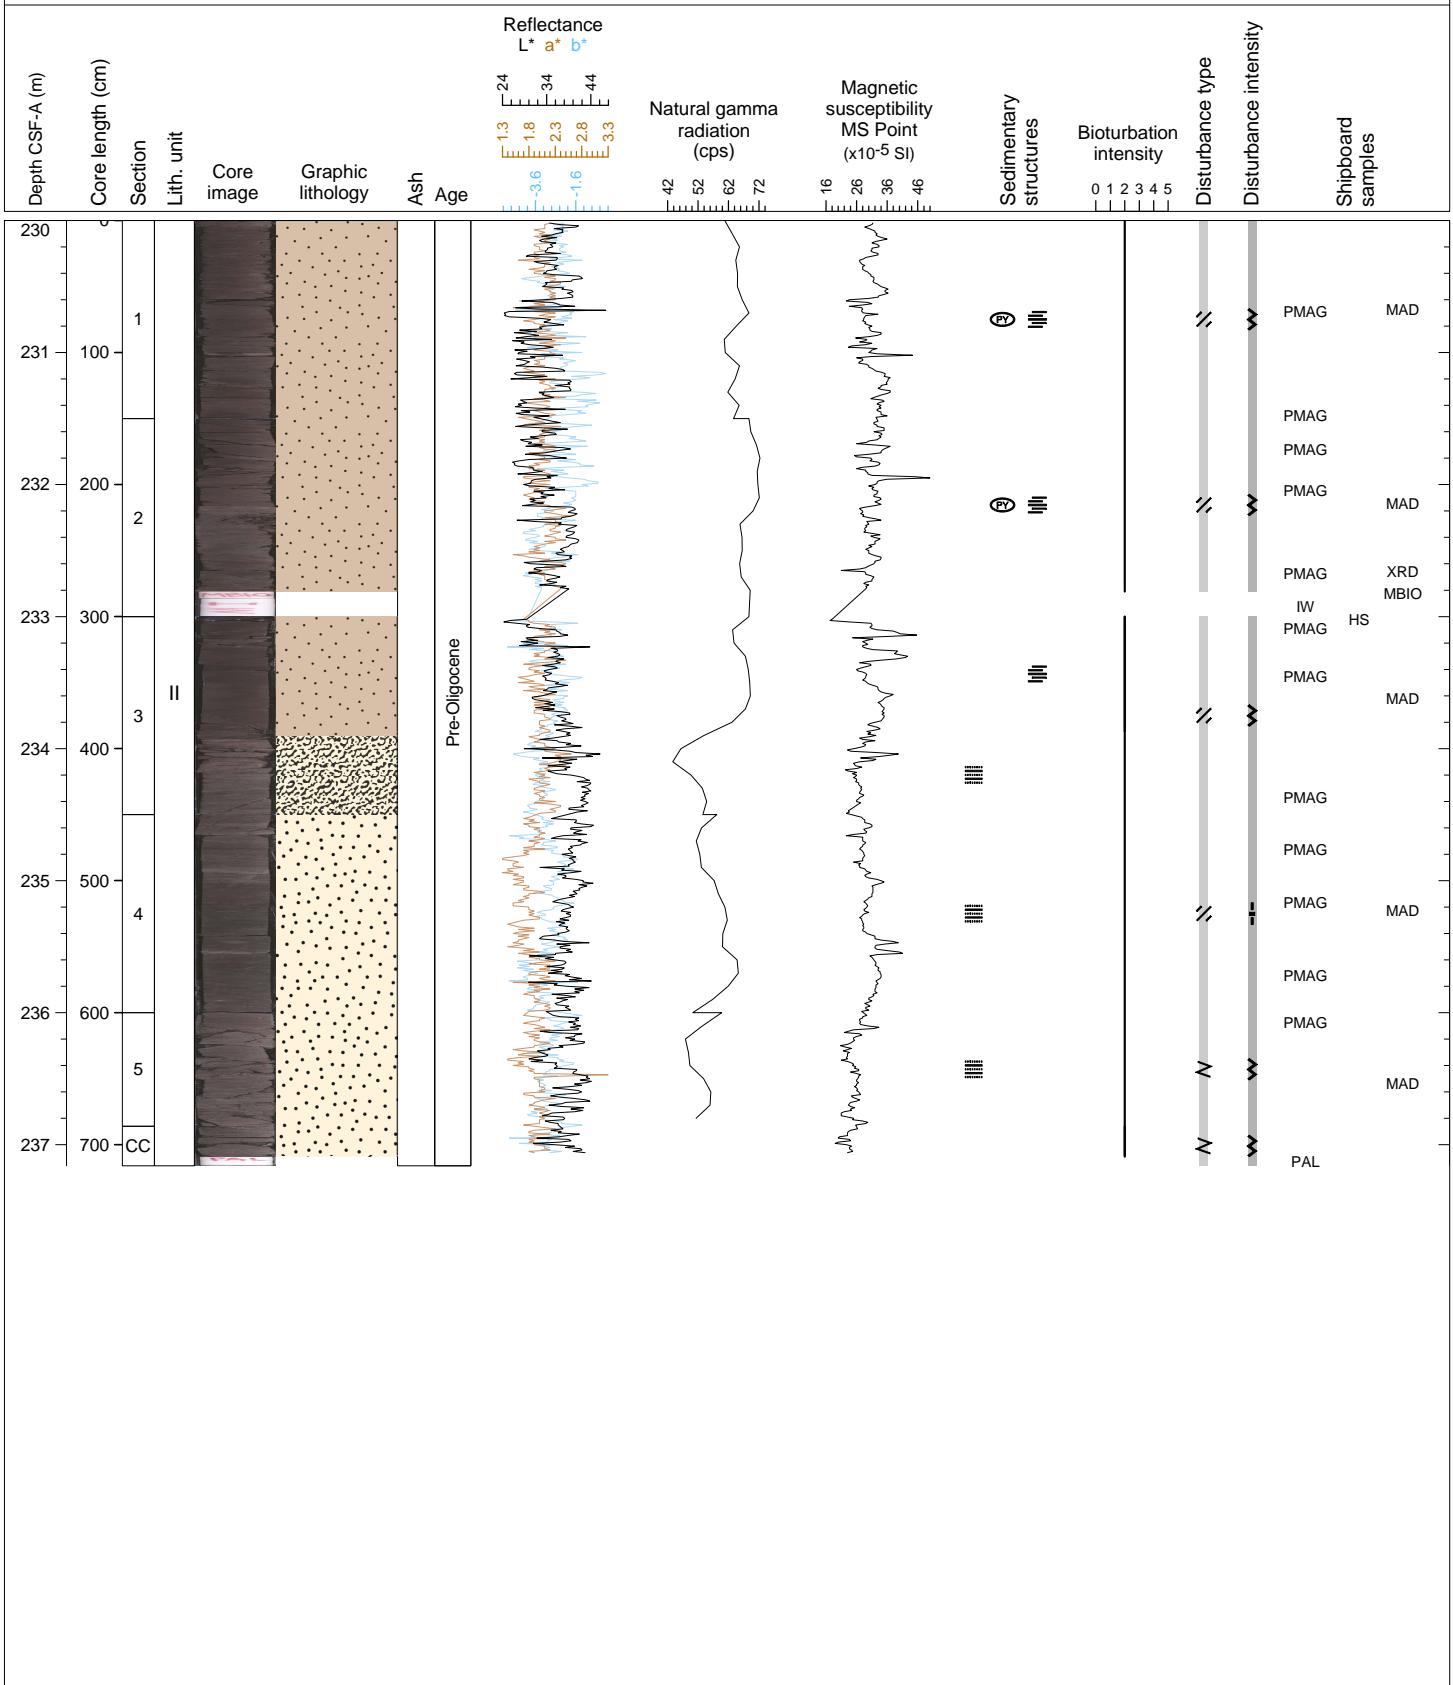 Depth CSF-A (m)
Core length (cm)
Section
Lith. unit
Core
image
Graphic
lithology
Ash
Age
Reflectance
L* a* b*
24 34 44
1.3 1.8 2.3 2.8 3.3
-3.6 -1.6
Natural gamma
radiation
(cps)
42 52 62 72
Magnetic
susceptibility
MS Point
(x10-5 SI)
16 26 36 46
Sedimentary
structures
Bioturbation
intensity
0 1 2 3 4 5
Disturbance type
Disturbance intensity
Shipboard
samples
230 0
1 PY PMAG MAD
231 100
PMAG
PMAG
232 200 PMAG
2 PY MAD
PMAG XRD
MBIO
IW
233 300 HS
PMAG
PMAG
II
Pre-Oligocene
3 MAD
234 400
PMAG
PMAG
235 500
PMAG
4 MAD
PMAG
236 600
PMAG
5
MAD
237 700 CC
PAL